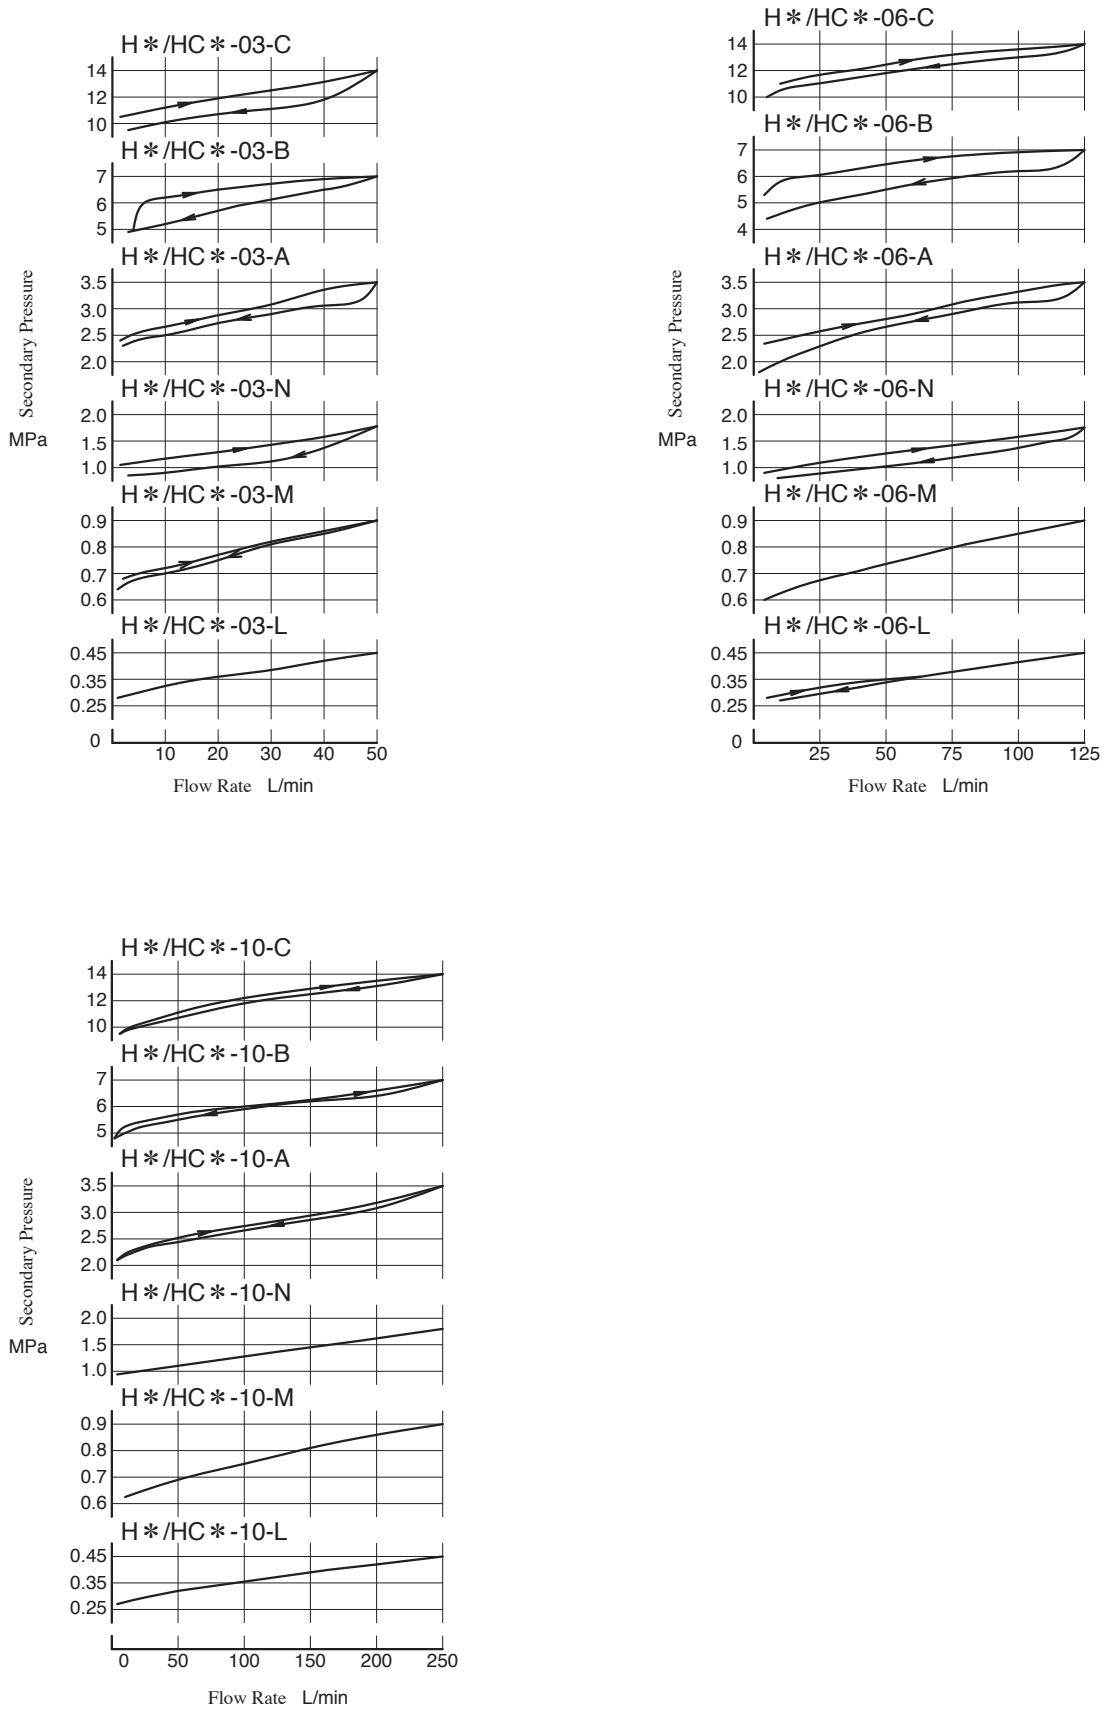 H＊/HC＊-03-C
14
12
10
H＊/HC＊-03-B
7
6
5
H＊/HC＊-03-A
3.5
3.0
2.5
2.0
H＊/HC＊-03-N
2.0
1.5
1.0
H＊/HC＊-03-M
0.9
0.8
0.7
0.6
H＊/HC＊-03-L
0.45
0.35
0.25
0
10 20 30 40 50
Flow Rate L/min
Secondary Pressure
MPa
H＊/HC＊-06-C
14
12
10
H＊/HC＊-06-B
7
6
5
4
H＊/HC＊-06-A
3.5
3.0
2.5
2.0
H＊/HC＊-06-N
2.0
1.5
1.0
H＊/HC＊-06-M
0.9
0.8
0.7
0.6
H＊/HC＊-06-L
0.45
0.35
0.25
0
25 50 75 100 125
Flow Rate L/min
Secondary Pressure
MPa
H＊/HC＊-10-C
14
12
10
H＊/HC＊-10-B
7
6
5
H＊/HC＊-10-A
3.5
3.0
2.5
2.0
H＊/HC＊-10-N
2.0
1.5
1.0
H＊/HC＊-10-M
0.9
0.8
0.7
0.6
H＊/HC＊-10-L
0.45
0.35
0.25
0 50 100 150 200 250
Flow Rate L/min
Secondary Pressure
MPa